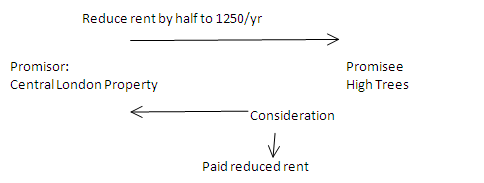 Reduce rent by half to 1250/yr
Promisor:
Central London Property
Promisee
High Trees
Consideration
Paid reduced rent